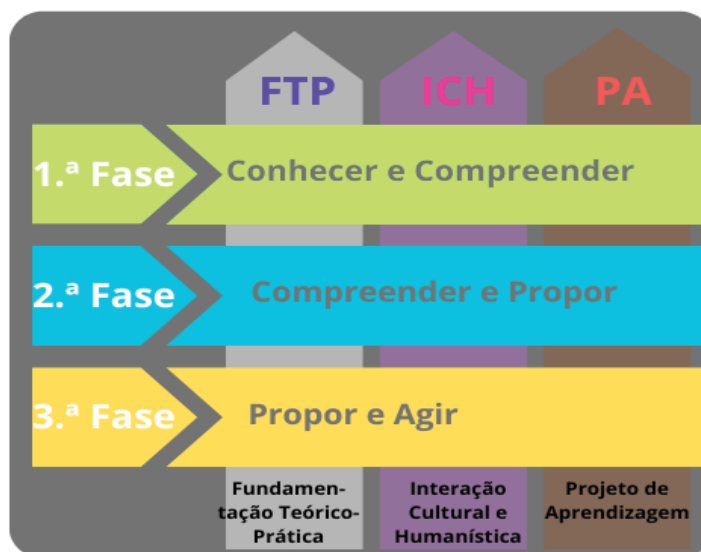 FTP ICH PA
1.ª Fase Conhecer e Compreender
2.ª Fase Compreender e Propor
3.ª Fase Propor e Agir
Fundamen-
tação Teórico-
Prática
Interação
Cultural e
Humanística
Projeto de
Aprendizagem